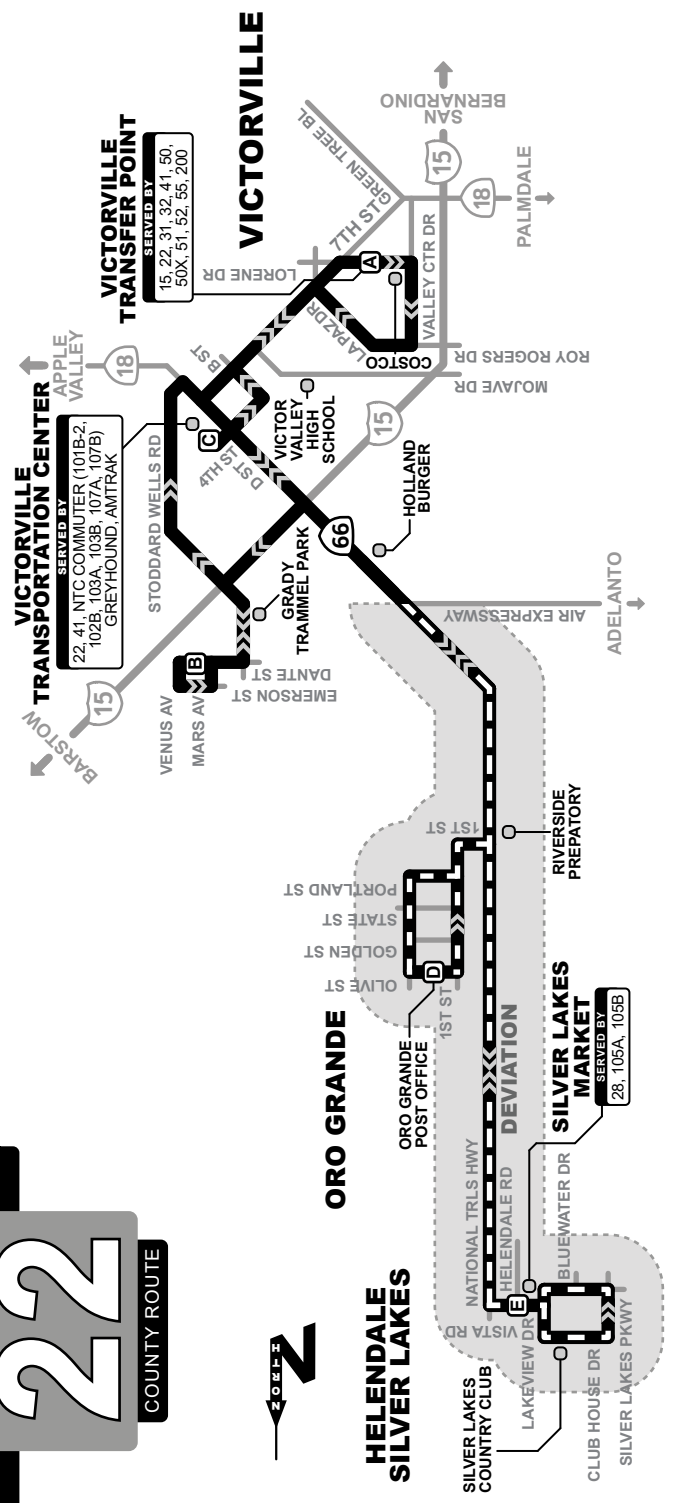 22
COUNTY ROUTE
NORTH
N
HELENDALE
SILVER LAKES
SILVER LAKES
COUNTRY CLUB
CLUB HOUSE DR
SILVER LAKES PKWY
LAKEVIEW DR
VISTA RD
E
NATIONAL TRLS HWY
HELENDALE RD
BLUEWATER DR
SILVER LAKES
MARKET
SERVED BY
28, 105A, 105B
DEVIATION
ORO GRANDE
ORO GRANDE
POST OFFICE
1ST ST
D
OLIVE ST
GOLDEN ST
STATE ST
PORTLAND ST
1ST ST
RIVERSIDE
PREPATORY
AIR EXPRESSWAY
ADELANTO
BARSTOW
15
VENUS AV
MARS AV
B
EMERSON ST
DANTE ST
GRADY
TRAMMEL PARK
66
HOLLAND
BURGER
VICTORVILLE
TRANSPORTATION CENTER
SERVED BY
22, 41, NTC COMMUTER (101B-2,
102B, 103A, 103B, 107A, 107B)
GREYHOUND, AMTRAK
STODDARD WELLS RD
APPLE
VALLEY
18
C
4TH ST
D ST
B ST
VICTOR
VALLEY
HIGH
SCHOOL
15
MOJAVE DR
ROY ROGERS DR
VICTORVILLE
TRANSFER POINT
SERVED BY
15, 22, 31, 32, 41, 50,
50X, 51, 52, 55, 200
VICTORVILLE
LORENE DR
7TH ST
GREEN TREE BL
A
LA PAZ DR
COSTCO
VALLEY CTR DR
15
SAN
BERNARDINO
18
PALMDALE